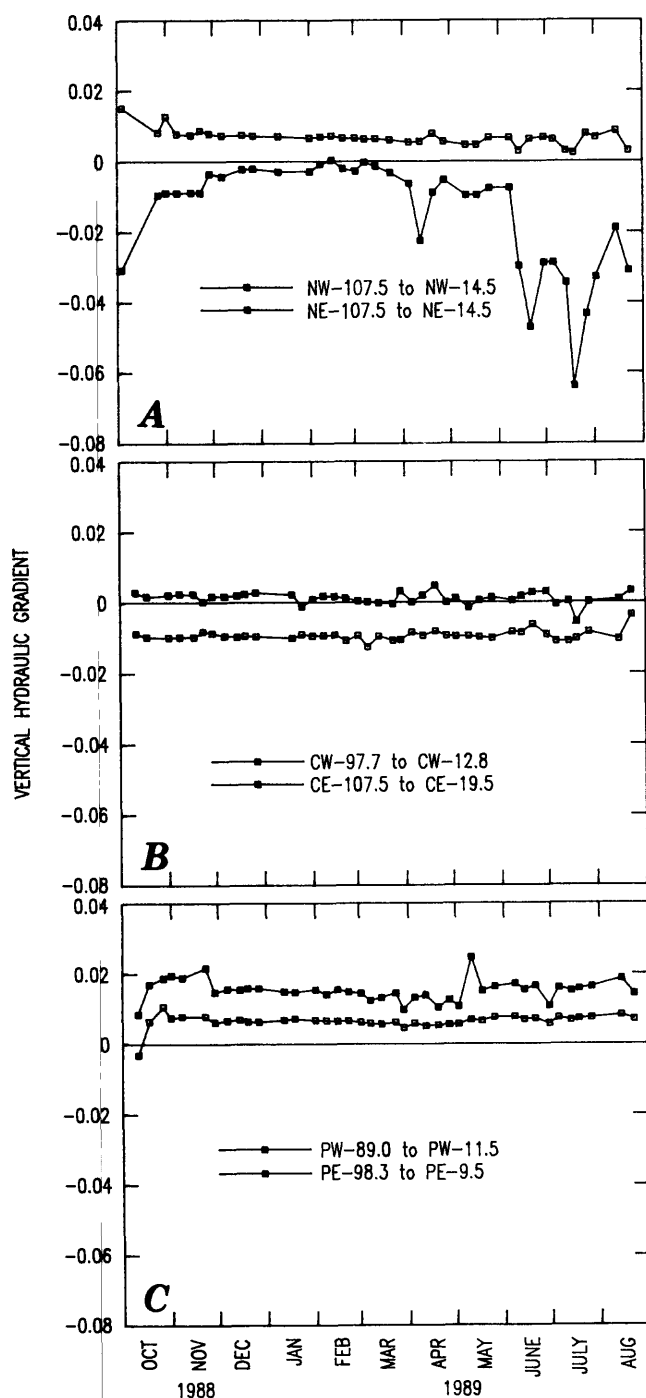 VERTICAL HYDRAULIC GRADIENT
0.04
0.02
0
-0.02
-0.04
-0.06
-0.08
NW-107.5 to NW-14.5
NE-107.5 to NE-14.5
A
0.04
0.02
0
-0.02
-0.04
-0.06
-0.08
CW-97.7 to CW-12.8
CE-107.5 to CE-19.5
B
0.04
0.02
0
-0.02
-0.04
-0.06
-0.08
PW-89.0 to PW-11.5
PE-98.3 to PE-9.5
C
OCT NOV DEC JAN FEB MAR APR MAY JUNE JULY AUG
1988 1989